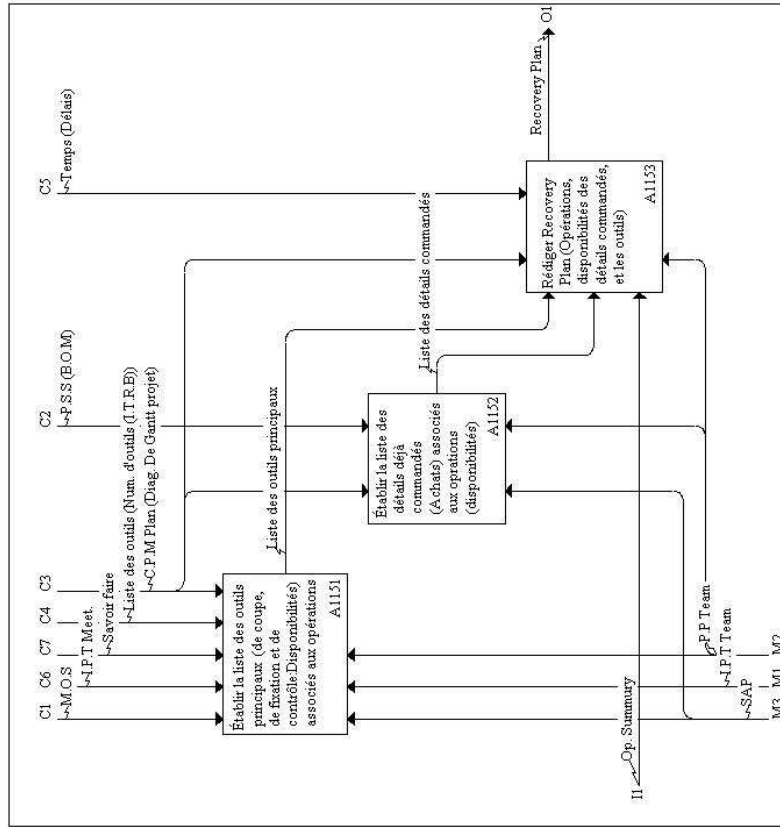 C1
M.O.S
C6
I.P.T Meet.
C7
Savoir faire
C4
Liste des outils (Num. d'outils (I.T.R.B))
C3
C.P.M Plan (Diag. De Gantt projet)
C2
P.S.S (B.O.M)
C5
Temps (Délais)
Établir la liste des outils
principaux (de coupe,
de fixation et de
contrôle:Disponibilités)
associés aux opérations
A1151
Liste des outils principaux
Établir la liste des
détails déjà
commandés
(Achats) associés
aux oprations
(disponibilités)
A1152
Liste des détails commandés
Rédiger Recovery
Plan (Opérations,
disponibilités des
détails commandés,
et les outils)
A1153
Recovery Plan
O1
I1
Op. Summury
SAP
M3
I.P.T Team
M1
P.P Team
M2